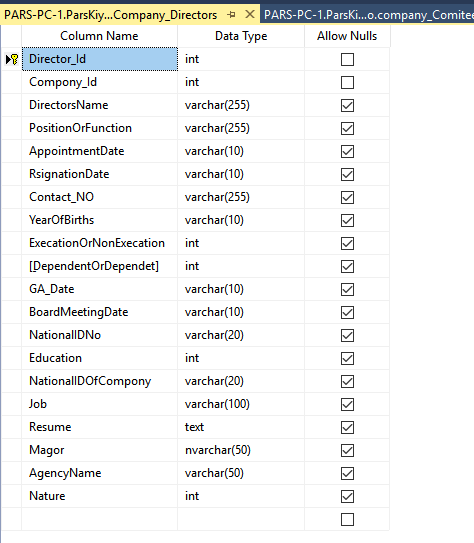 PARS-PC-1.ParsKiy...Company_Directors PARS-PC-1.ParsKiy...o.company_Comitee
Column Name Data Type Allow Nulls
Director_Id int
Compony_Id int
DirectorsName varchar(255)
PositionOrFunction varchar(255)
AppointmentDate varchar(10)
RsignationDate varchar(10)
Contact_NO varchar(255)
YearOfBirths varchar(10)
ExecationOrNonExecation int
[DependentOrDependet] int
GA_Date varchar(10)
BoardMeetingDate varchar(10)
NationalIDNo varchar(20)
Education int
NationalIDOfCompony varchar(20)
Job varchar(100)
Resume text
Magor nvarchar(50)
AgencyName varchar(50)
Nature int